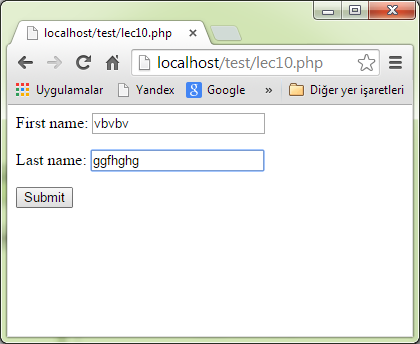 localhost/test/lec10.php
localhost/test/lec10.php
Uygulamalar Yandex Google » Diğer yer işaretleri
First name: vbvbv
Last name: ggfhghg
Submit